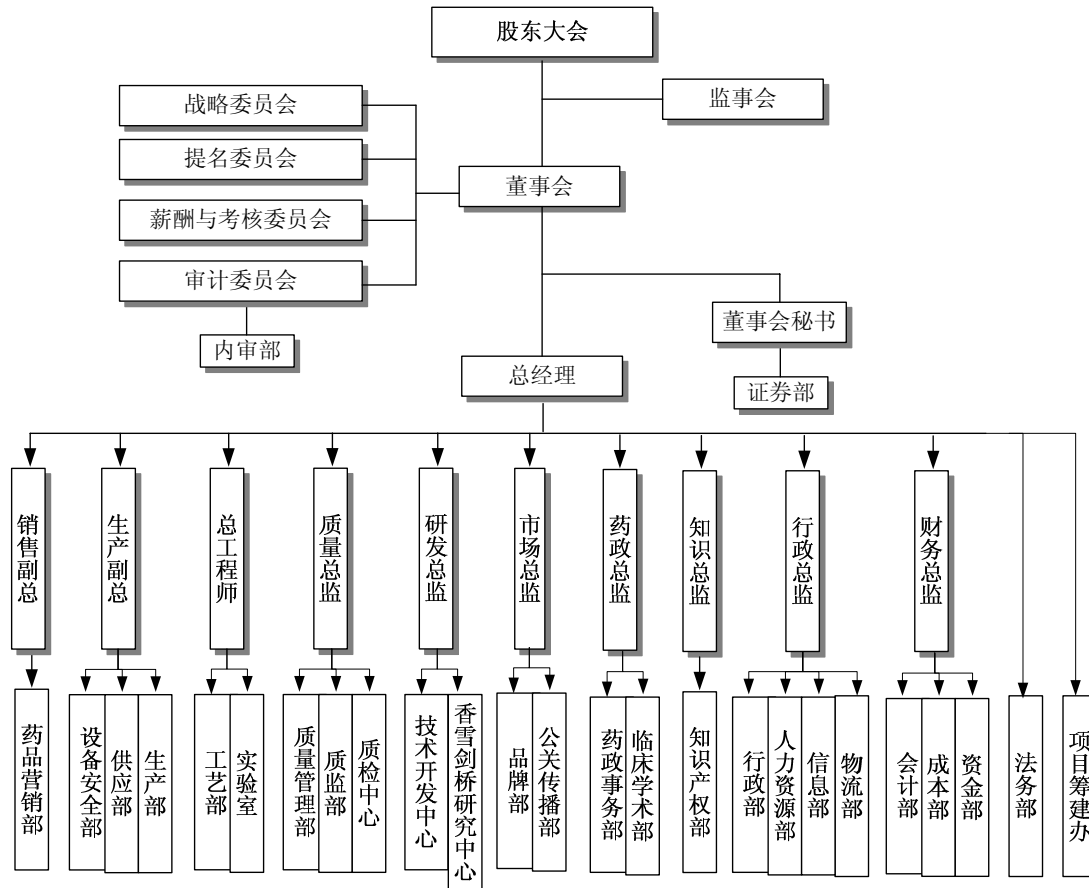 股东大会
监事会
战略委员会
提名委员会
董事会
薪酬与考核委员会
审计委员会
董事会秘书
内审部
总经理
证券部
销售副总
生产副总
总工程师
质量总监
研发总监
市场总监
药政总监
知识总监
行政总监
财务总监
药品营销部
设备安全部
供应部
生产部
工艺部
实验室
质量管理部
质监部
质检中心
技术开发中心
香雪剑桥研究中心
品牌部
公关传播部
药政事务部
临床学术部
知识产权部
行政部
人力资源部
信息部
物流部
会计部
成本部
资金部
法务部
项目筹建办